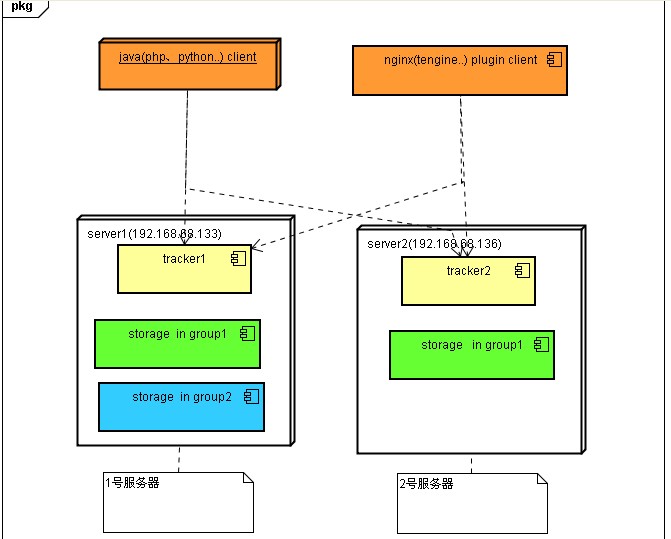 pkg
java(php、python..) client
nginx(tengine..) plugin client
server1(192.168.68.133)
tracker1
storage in group1
storage in group2
server2(192.168.68.136)
tracker2
storage in group1
1号服务器
2号服务器